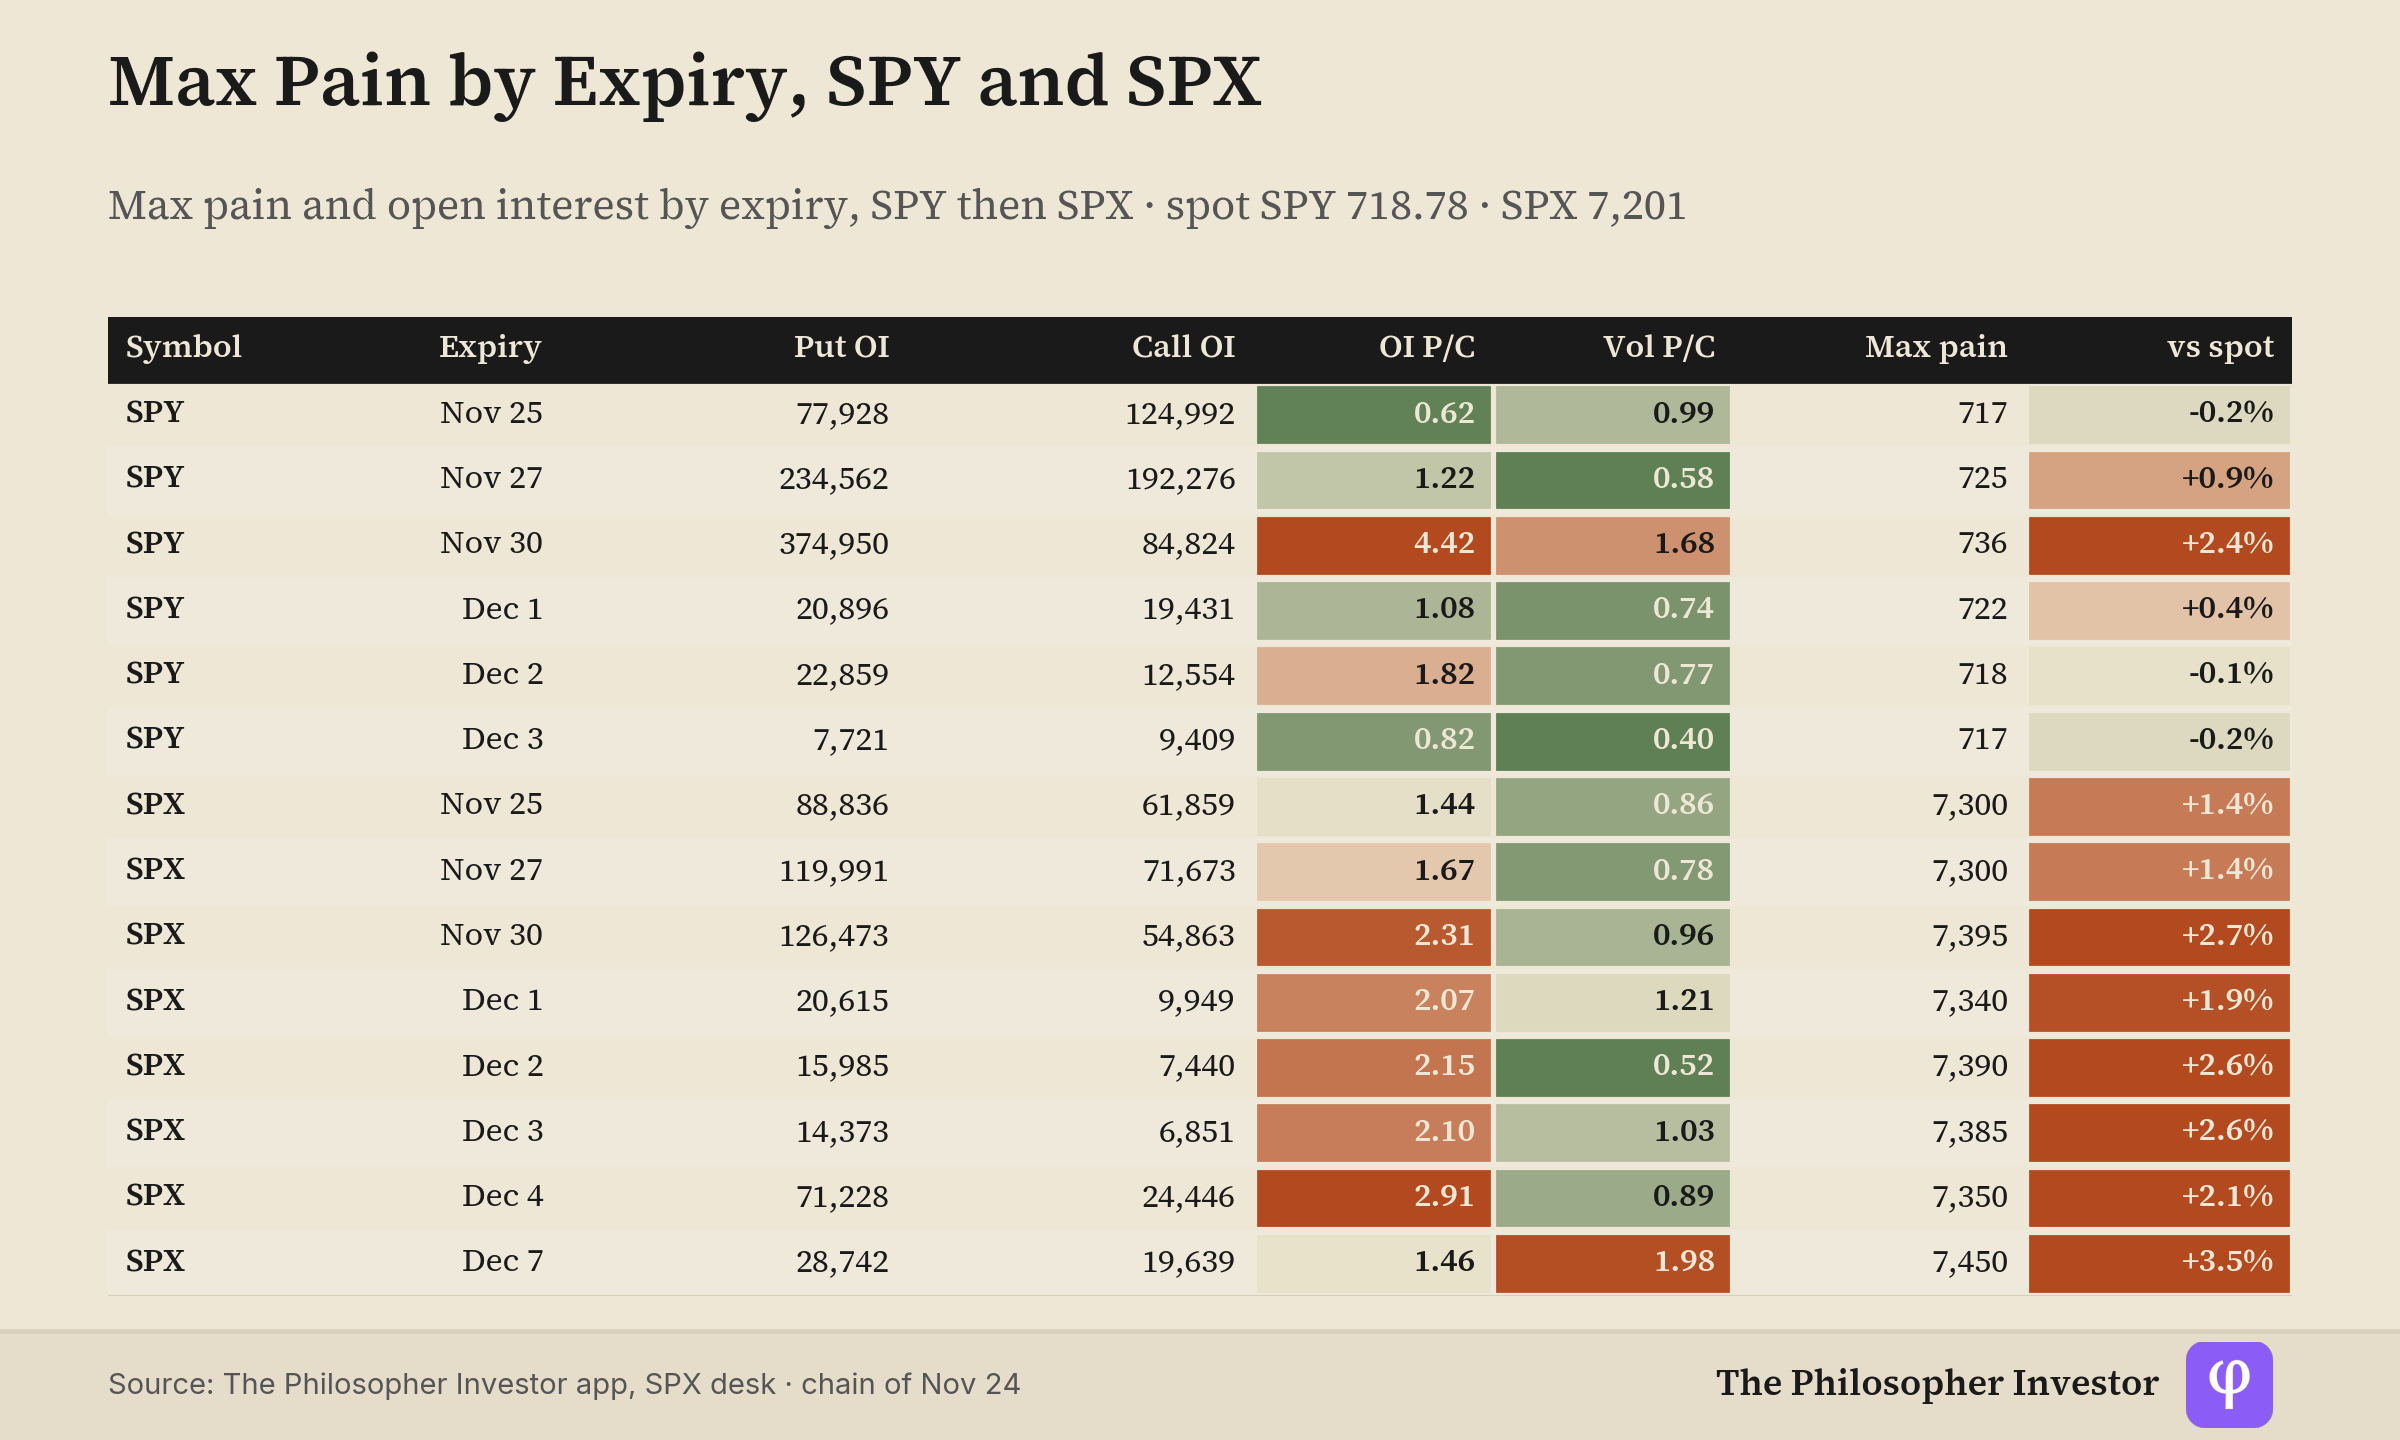 Max Pain by Expiry, SPY and SPX
Max pain and open interest by expiry, SPY then SPX · spot SPY 718.78 · SPX 7,201
Symbol Expiry Put OI Call OI OI P/C Vol P/C Max pain vs spot
SPY Nov 25 77,928 124,992 0.62 0.99 717 -0.2%
SPY Nov 27 234,562 192,276 1.22 0.58 725 +0.9%
SPY Nov 30 374,950 84,824 4.42 1.68 736 +2.4%
SPY Dec 1 20,896 19,431 1.08 0.74 722 +0.4%
SPY Dec 2 22,859 12,554 1.82 0.77 718 -0.1%
SPY Dec 3 7,721 9,409 0.82 0.40 717 -0.2%
SPX Nov 25 88,836 61,859 1.44 0.86 7,300 +1.4%
SPX Nov 27 119,991 71,673 1.67 0.78 7,300 +1.4%
SPX Nov 30 126,473 54,863 2.31 0.96 7,395 +2.7%
SPX Dec 1 20,615 9,949 2.07 1.21 7,340 +1.9%
SPX Dec 2 15,985 7,440 2.15 0.52 7,390 +2.6%
SPX Dec 3 14,373 6,851 2.10 1.03 7,385 +2.6%
SPX Dec 4 71,228 24,446 2.91 0.89 7,350 +2.1%
SPX Dec 7 28,742 19,639 1.46 1.98 7,450 +3.5%
Source: The Philosopher Investor app, SPX desk · chain of Nov 24
The Philosopher Investor φ